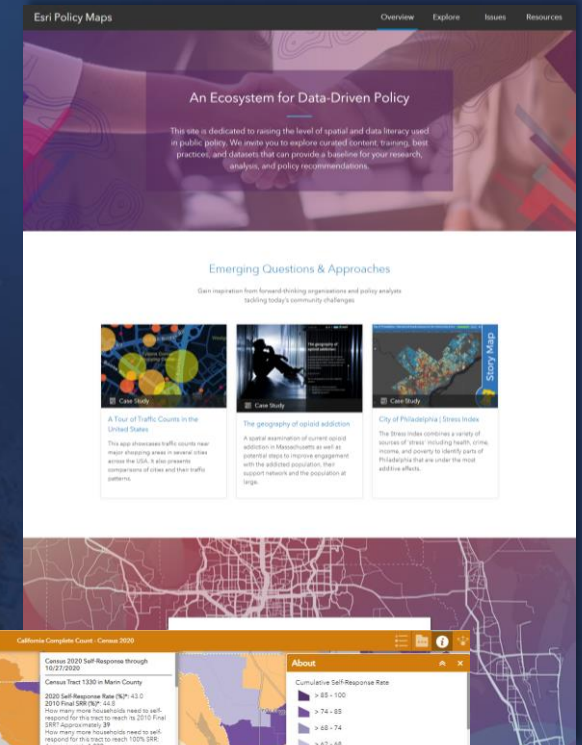 Esri Policy Maps
Overview Explore Issues Resources
An Ecosystem for Data-Driven Policy
This site is dedicated to raising the level of spatial and data literacy used
in public policy. We invite you to explore curated content, training, best
practices, and datasets that can provide a baseline for your research,
analysis, and policy recommendations.
Emerging Questions & Approaches
Gain inspiration from forward-thinking organizations and policy analysts
tackling today's community challenges
Case Study
A Tour of Traffic Counts in the
United States
This app showcases traffic counts near
major shopping areas in several cities
across the USA. It also presents
comparisons of cities and their traffic
patterns.
The geography of
opioid addiction
Case Study
The geography of opioid addiction
A spatial examination of current opioid
addiction in Massachusetts as well as
potential steps to improve engagement
with the addicted population, their
support network and the population at
large.
Story Map
Case Study
City of Philadelphia | Stress Index
The Stress Index combines a variety of
sources of 'stress' including health, crime,
income, and poverty to identify parts of
Philadelphia that are under the most
additive effects.
California Complete Count - Census 2020
Census 2020 Self-Response through
10/27/2020
Census Tract 1330 in Marin County
2020 Self-Response Rate (%)*: 43.0
2010 Final SRR (%)*: 44.8
How many more households need to self-
respond for this tract to reach its 2010 Final
SRR? Approximately 39
How many more households need to self-
respond for this tract to reach 100% SRR:
About
Cumulative Self-Response Rate
> 85 - 100
> 74 - 85
> 68 - 74
> 62 - 68